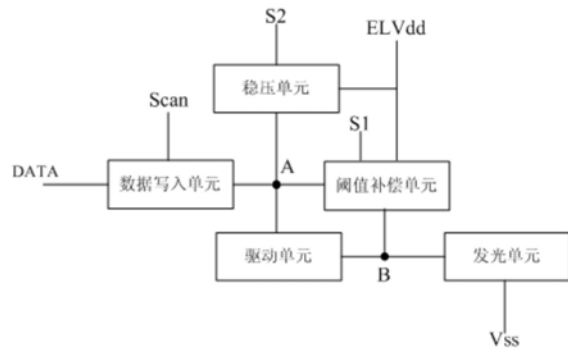 S2
ELVdd
稳压单元
Scan
S1
A
DATA
数据写入单元
阈值补偿单元
驱动单元
B
发光单元
Vss